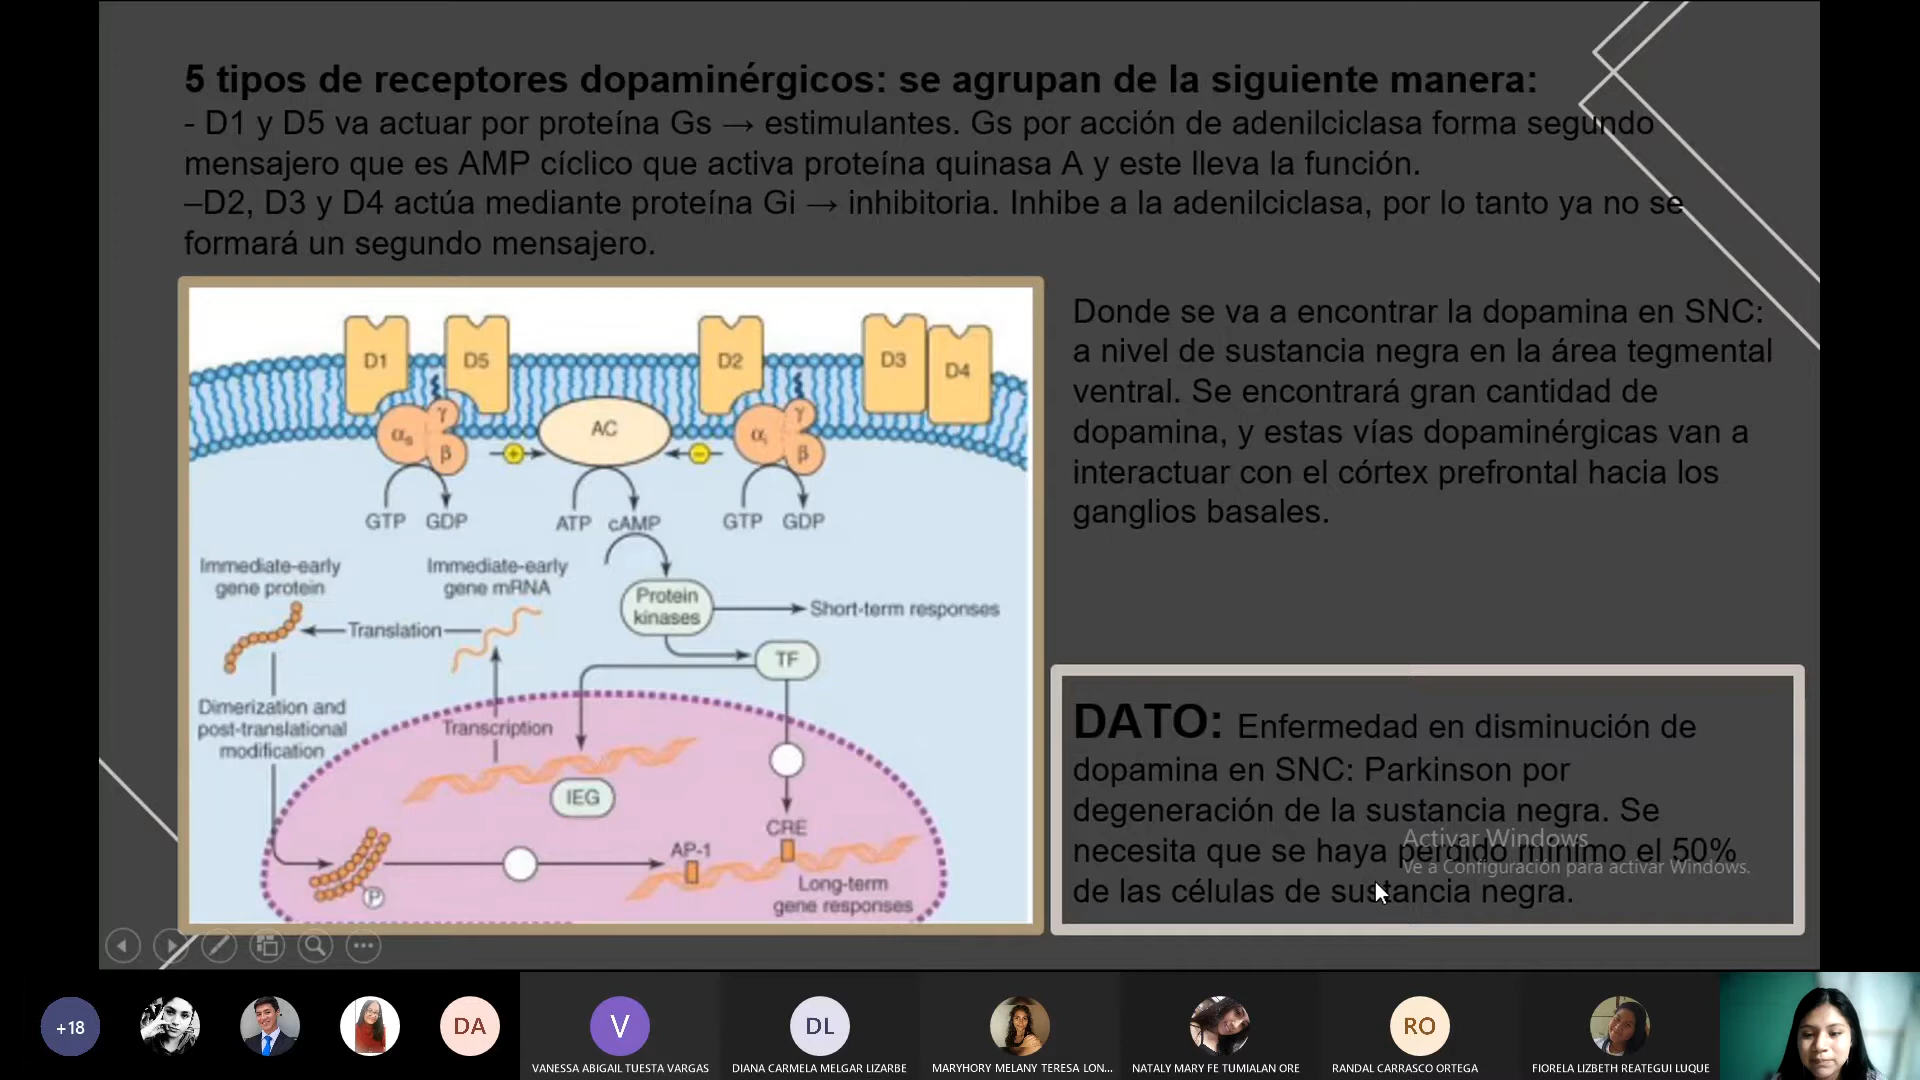 5 tipos de receptores dopaminérgicos: se agrupan de la siguiente manera:
- D1 y D5 va actuar por proteína Gs → estimulantes. Gs por acción de adenilciclasa forma segundo
mensajero que es AMP cíclico que activa proteína quinasa A y este lleva la función.
–D2, D3 y D4 actúa mediante proteína Gi → inhibitoria. Inhibe a la adenilciclasa, por lo tanto ya no se
formará un segundo mensajero.
D1 D5 D2 D3 D4
αs γ β AC αi γ β
+ −
GTP GDP ATP cAMP GTP GDP
Immediate-early
gene protein
Immediate-early
gene mRNA
Protein
kinases
Short-term responses
Translation
TF
Dimerization and
post-translational
modification
Transcription
IEG
CRE
AP-1
P
Long-term
gene responses
Donde se va a encontrar la dopamina en SNC:
a nivel de sustancia negra en la área tegmental
ventral. Se encontrará gran cantidad de
dopamina, y estas vías dopaminérgicas van a
interactuar con el córtex prefrontal hacia los
ganglios basales.
DATO: Enfermedad en disminución de
dopamina en SNC: Parkinson por
degeneración de la sustancia negra. Se
necesita que se haya perdido mínimo el 50%
de las células de sustancia negra.
Activar Windows
Ve a Configuración para activar Windows.
+18
DA
V
DL
RO
VANESSA ABIGAIL TUESTA VARGAS
DIANA CARMELA MELGAR LIZARBE
MARYHORY MELANY TERESA LON...
NATALY MARY FE TUMIALAN ORE
RANDAL CARRASCO ORTEGA
FIORELA LIZBETH REATEGUI LUQUE